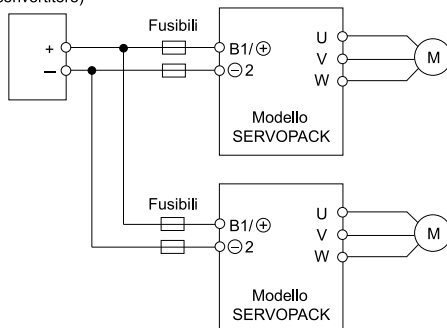 convertitore)
Fusibili
+
−
B1/⊕
⊖2
U
V
W
M
Modello
SERVOPACK
Fusibili
B1/⊕
⊖2
U
V
W
M
Modello
SERVOPACK